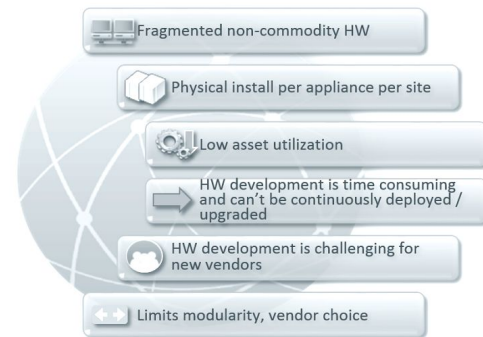 Fragmented non-commodity HW
Physical install per appliance per site
Low asset utilization
HW development is time consuming
and can't be continuously deployed /
upgraded
HW development is challenging for
new vendors
Limits modularity, vendor choice